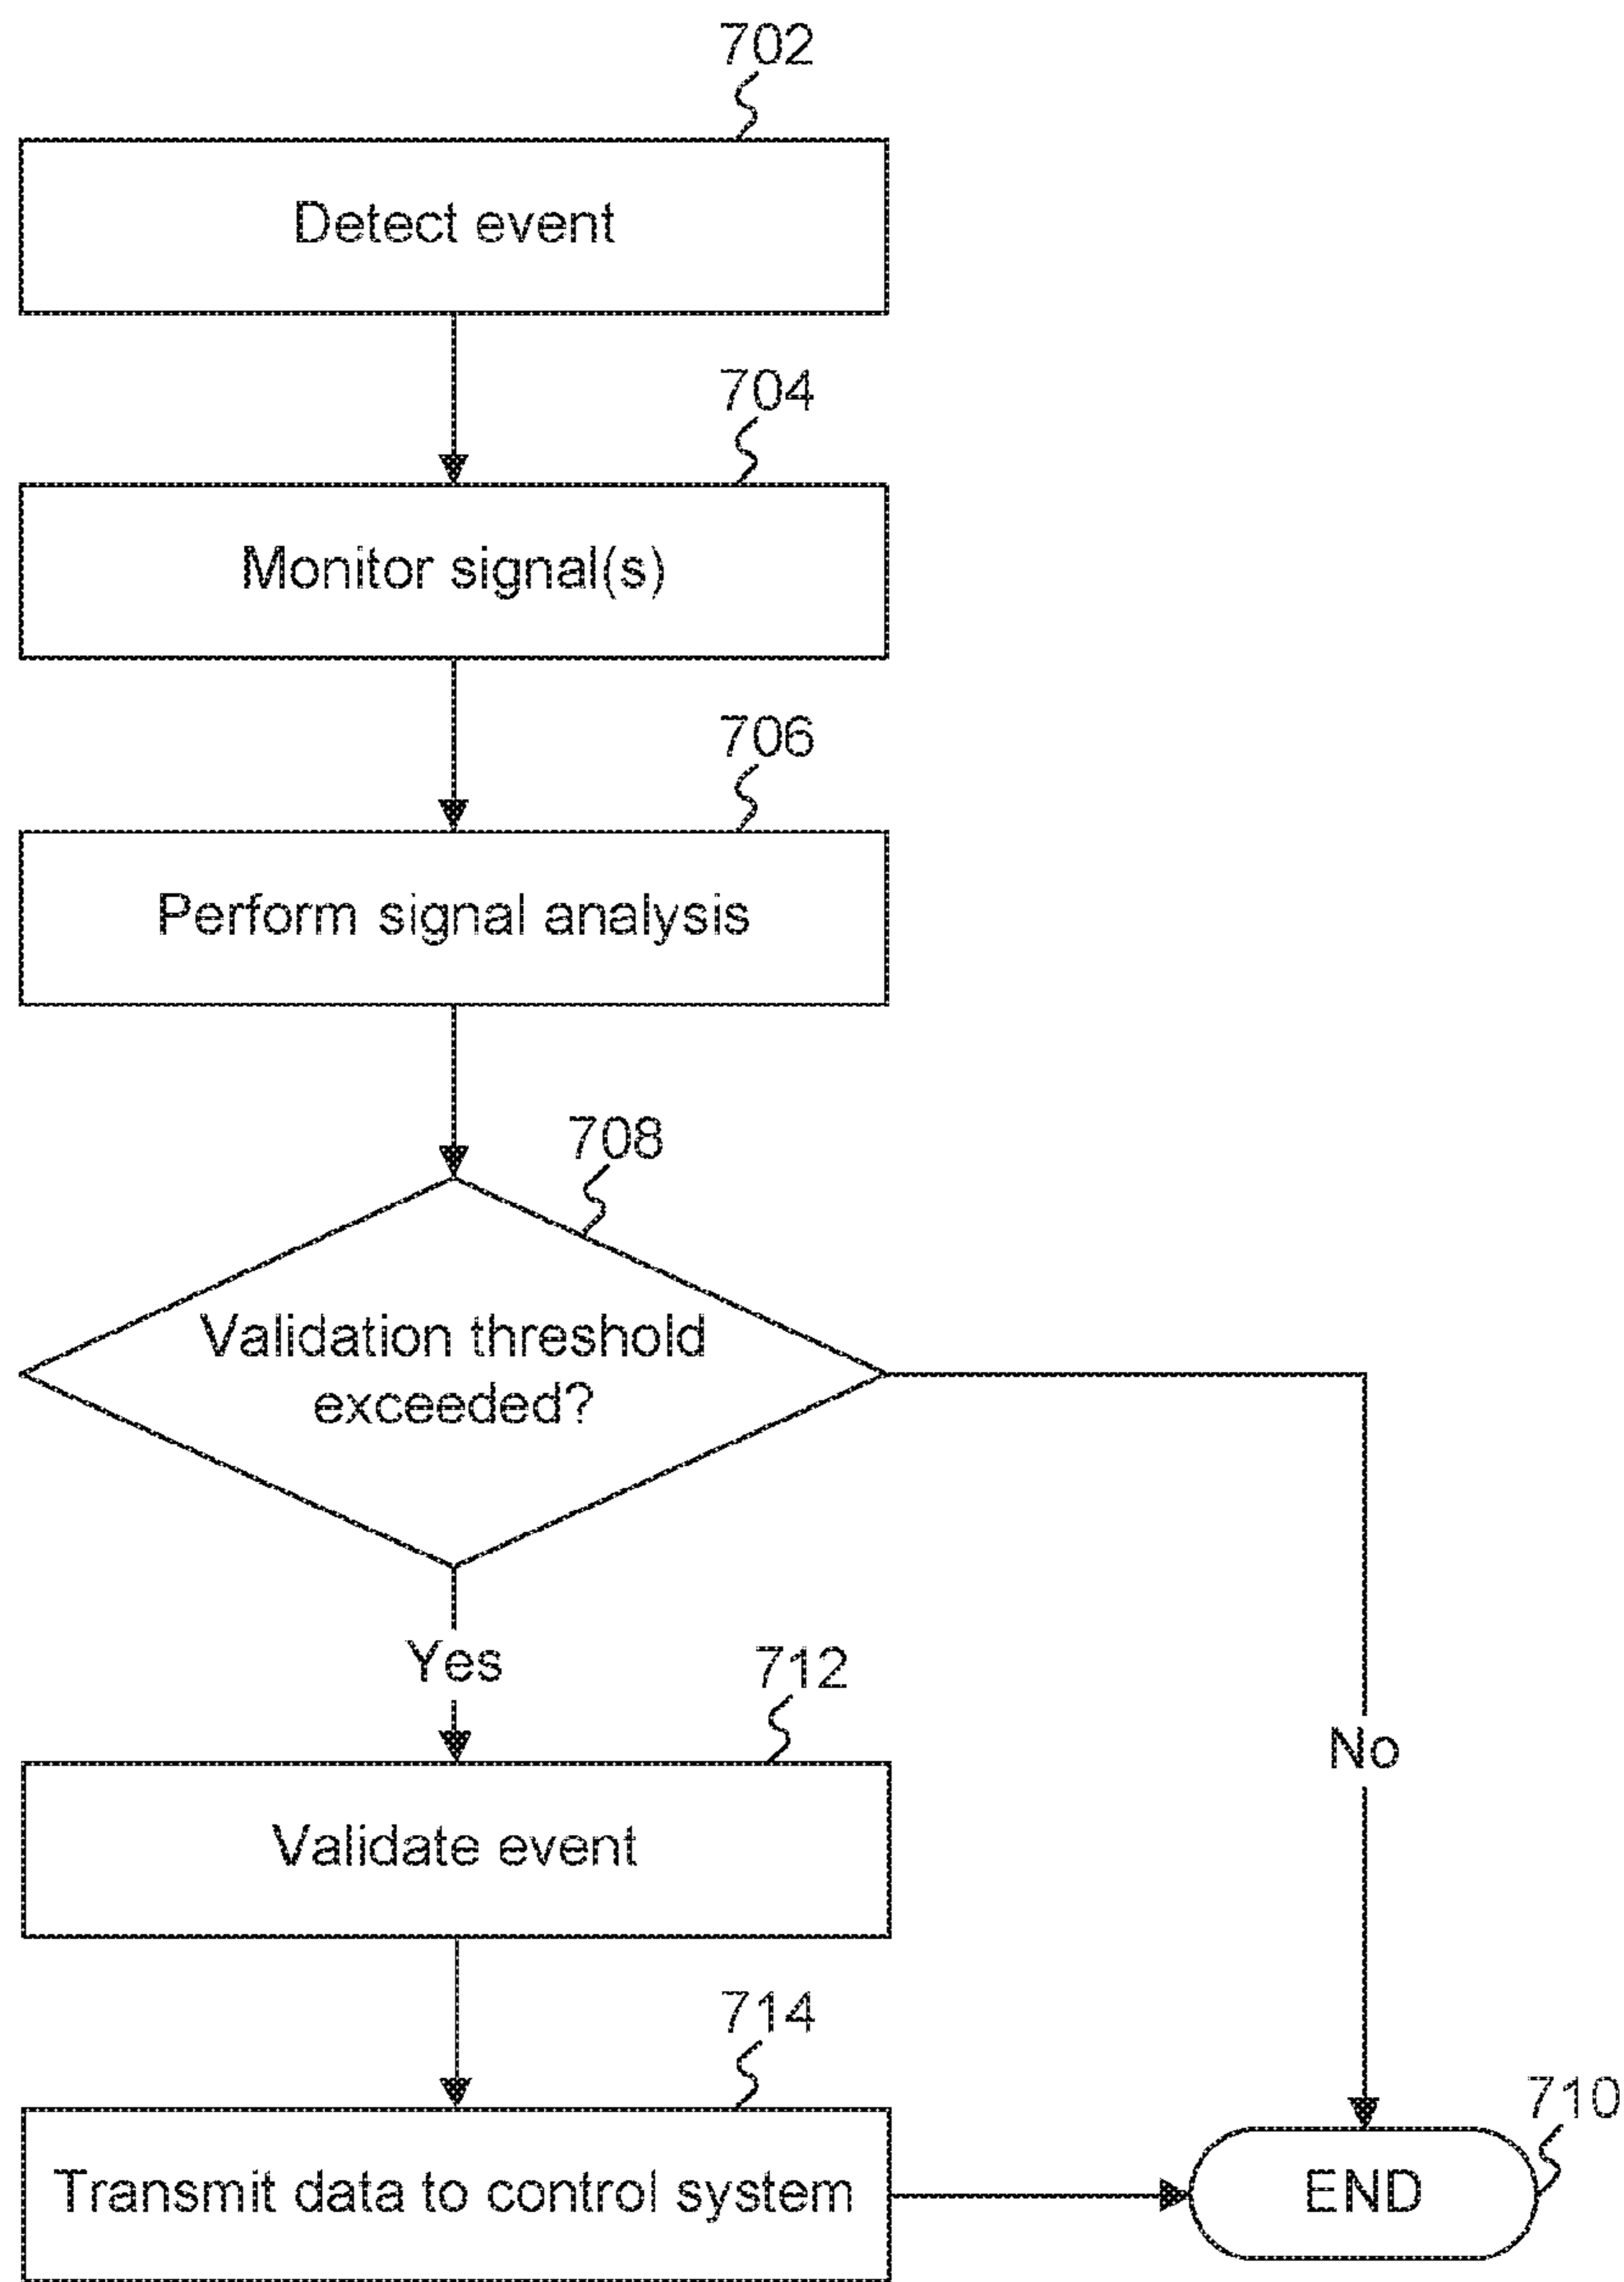 702
Detect event
704
Monitor signal(s)
706
Perform signal analysis
708
Validation threshold
exceeded?
Yes
712
Validate event
No
714
Transmit data to control system
710
END